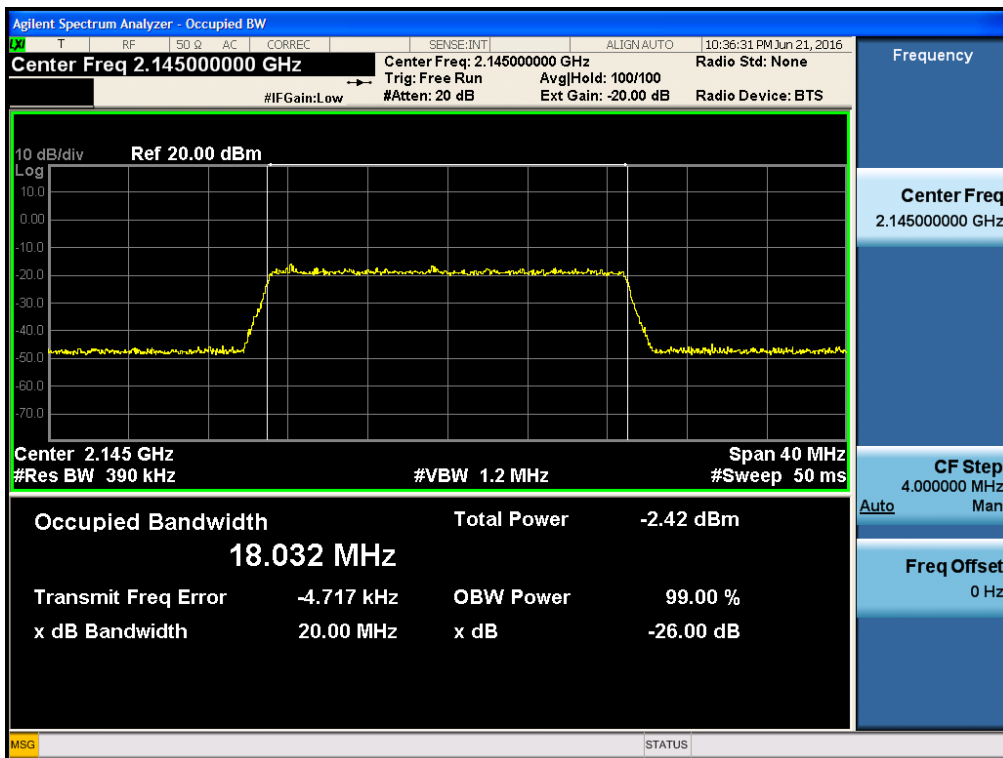 Agilent Spectrum Analyzer - Occupied BW
LXI T RF 50 Ω AC CORREC SENSE:INT ALIGN AUTO 10:36:31 PM Jun 21, 2016
Center Freq 2.145000000 GHz
Center Freq: 2.145000000 GHz Radio Std: None
Trig: Free Run Avg|Hold: 100/100
#IFGain:Low #Atten: 20 dB Ext Gain: -20.00 dB Radio Device: BTS
10 dB/div Ref 20.00 dBm
Log
10.0
0.00
-10.0
-20.0
-30.0
-40.0
-50.0
-60.0
-70.0
Center 2.145 GHz Span 40 MHz
#Res BW 390 kHz #VBW 1.2 MHz #Sweep 50 ms
Occupied Bandwidth Total Power -2.42 dBm
18.032 MHz
Transmit Freq Error -4.717 kHz OBW Power 99.00 %
x dB Bandwidth 20.00 MHz x dB -26.00 dB
Frequency
Center Freq
2.145000000 GHz
CF Step
4.000000 MHz
Auto Man
Freq Offset
0 Hz
MSG STATUS